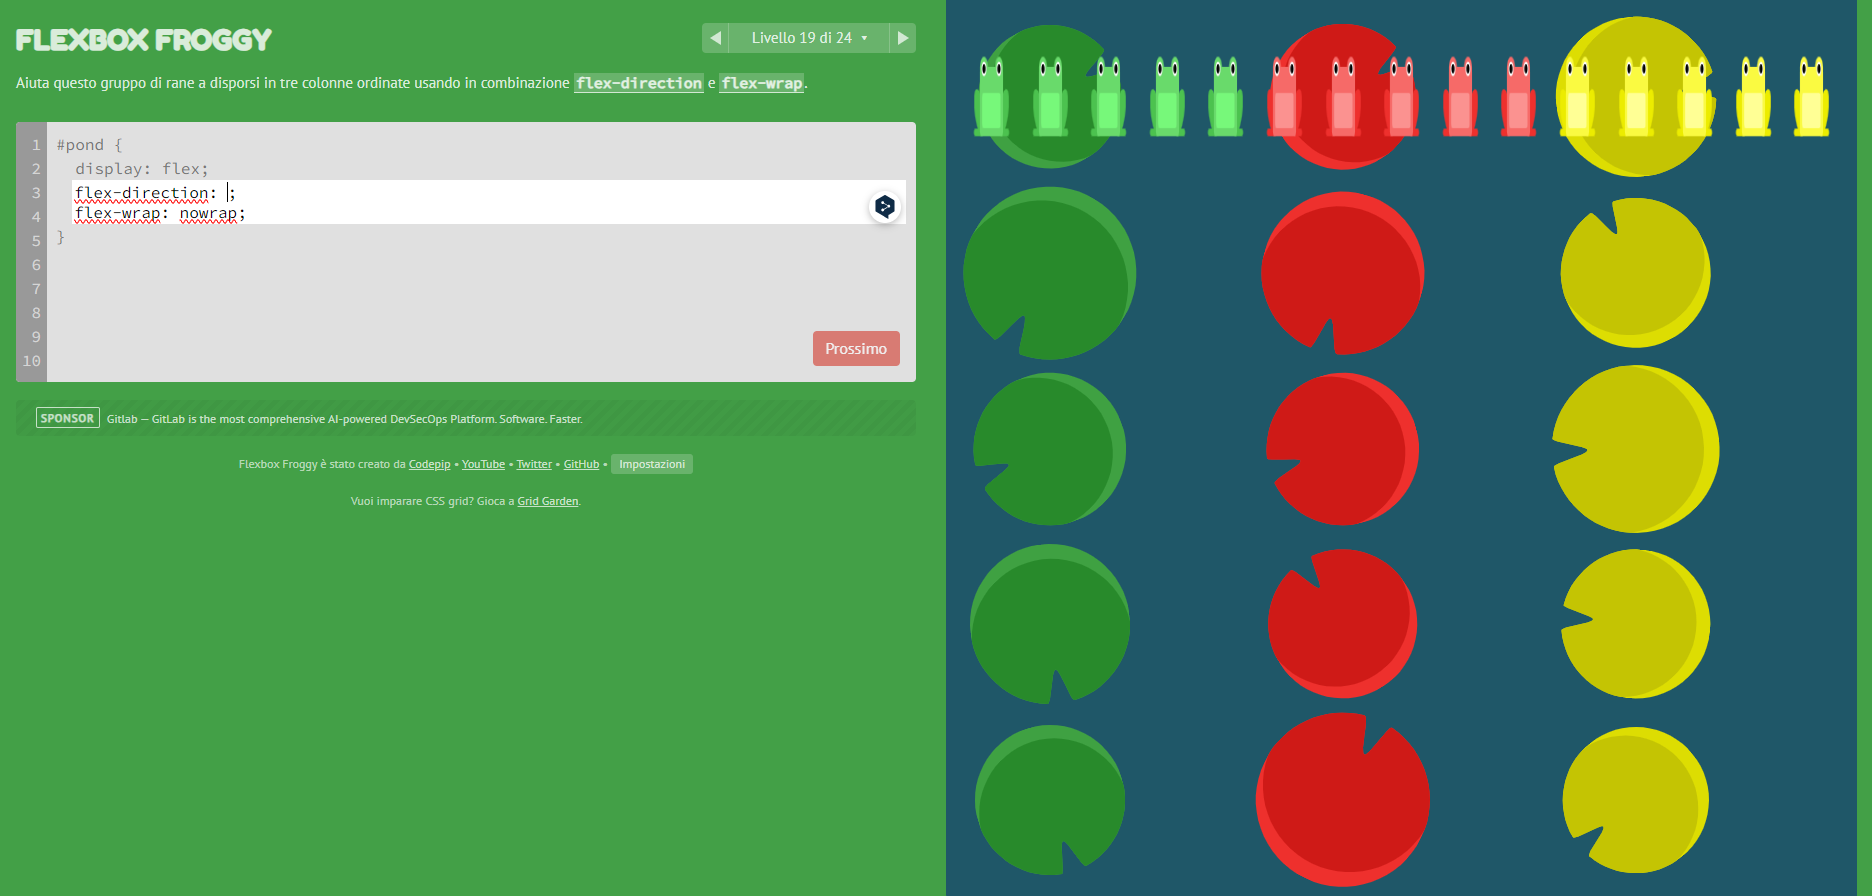 FLEXBOX FROGGY
Livello 19 di 24
Aiuta questo gruppo di rane a disporsi in tre colonne ordinate usando in combinazione flex-direction e flex-wrap.
1 #pond {
2 display: flex;
3 flex-direction: ;
4 flex-wrap: nowrap;
5 }
6
7
8
9
10
Prossimo
SPONSOR Gitlab — GitLab is the most comprehensive AI-powered DevSecOps Platform. Software. Faster.
Flexbox Froggy è stato creato da Codepip • YouTube • Twitter • GitHub • Impostazioni
Vuoi imparare CSS grid? Gioca a Grid Garden.